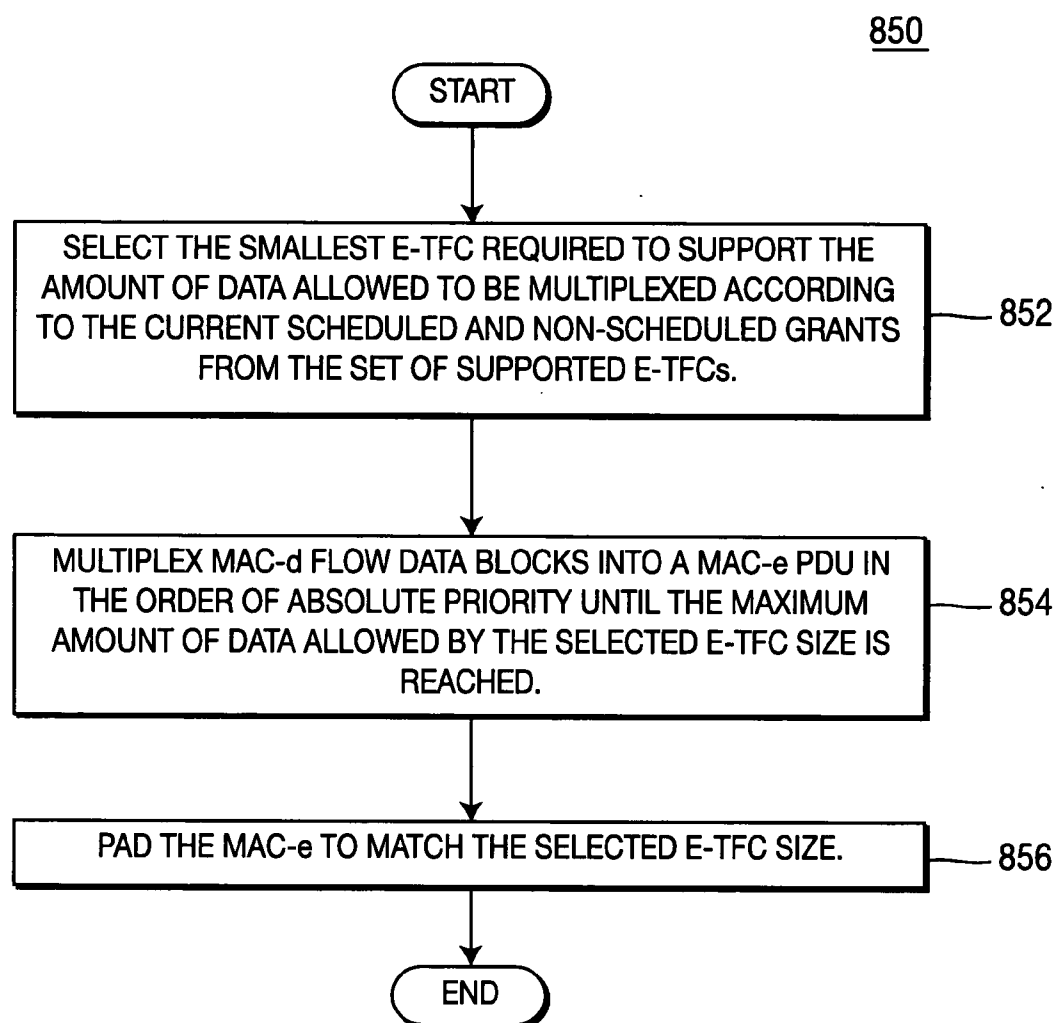 850
START
SELECT THE SMALLEST E-TFC REQUIRED TO SUPPORT THE
AMOUNT OF DATA ALLOWED TO BE MULTIPLEXED ACCORDING
TO THE CURRENT SCHEDULED AND NON-SCHEDULED GRANTS
FROM THE SET OF SUPPORTED E-TFCs.
852
MULTIPLEX MAC-d FLOW DATA BLOCKS INTO A MAC-e PDU IN
THE ORDER OF ABSOLUTE PRIORITY UNTIL THE MAXIMUM
AMOUNT OF DATA ALLOWED BY THE SELECTED E-TFC SIZE IS
REACHED.
854
PAD THE MAC-e TO MATCH THE SELECTED E-TFC SIZE.
856
END